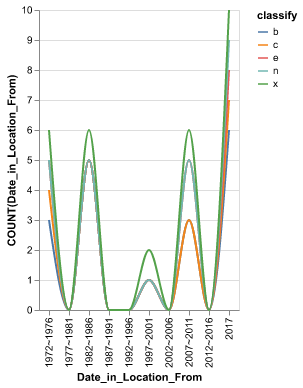 classify
b
c
e
n
x
COUNT(Date_in_Location_From)
10
9
8
7
6
5
4
3
2
1
0
1972~1976
1977~1981
1982~1986
1987~1991
1992~1996
1997~2001
2002~2006
2007~2011
2012~2016
2017
Date_in_Location_From